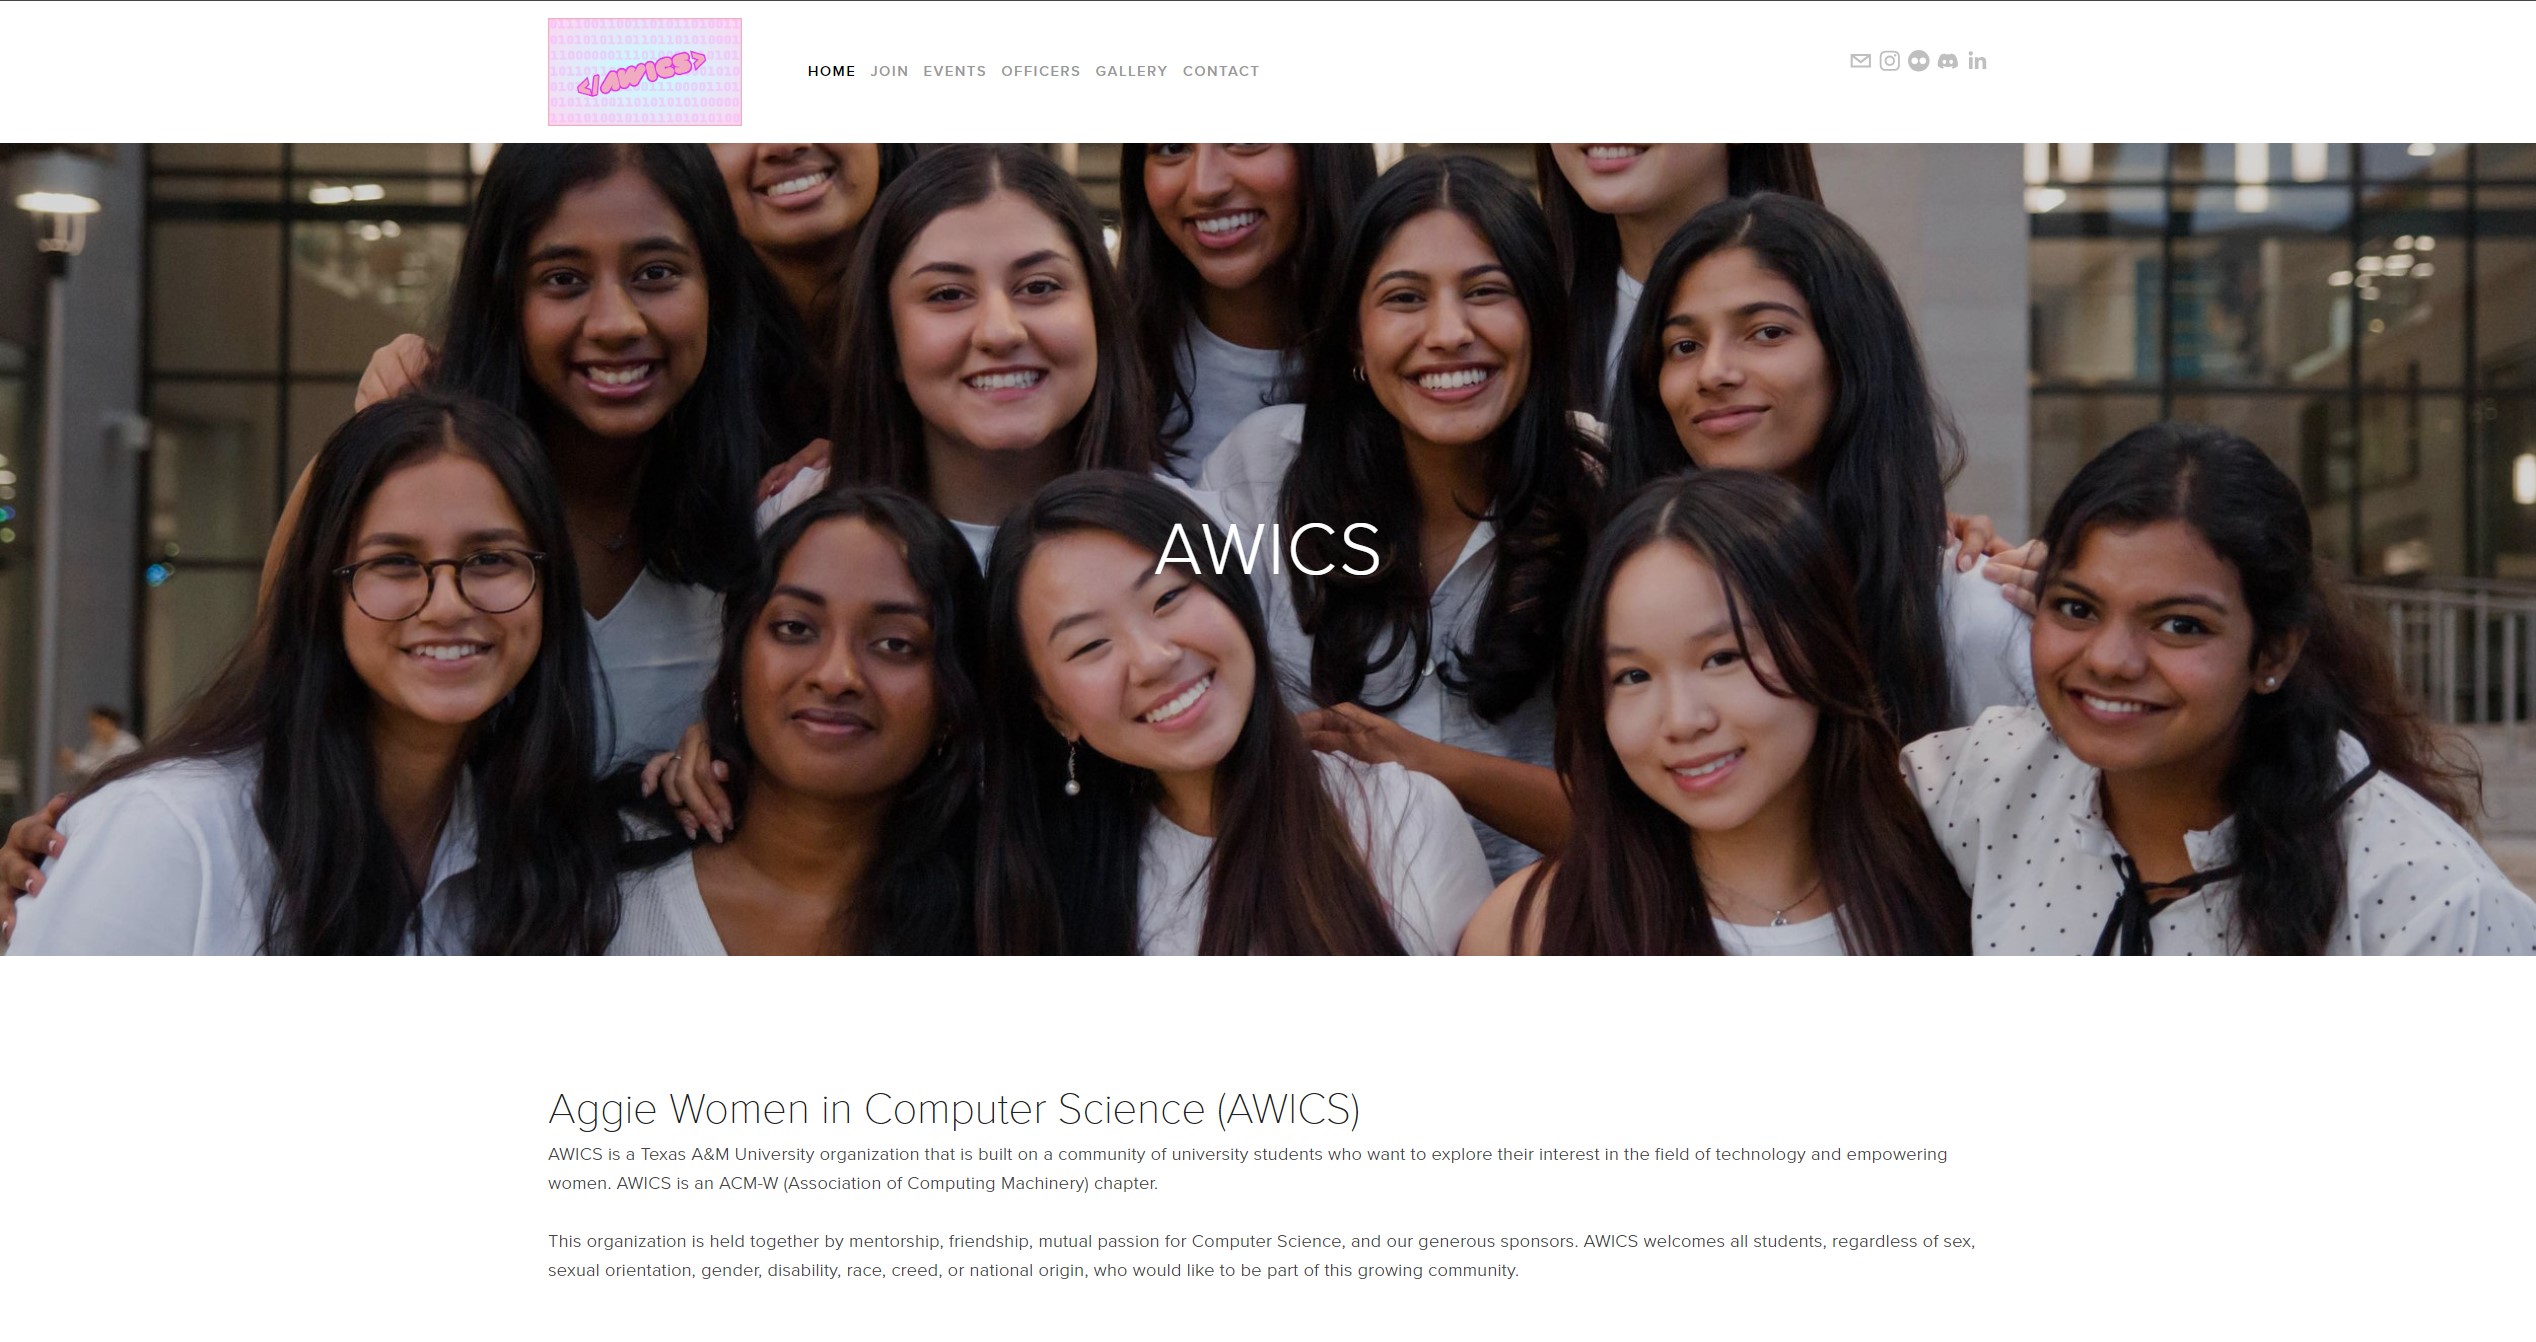 </AWICS>
HOME JOIN EVENTS OFFICERS GALLERY CONTACT
AWICS
Aggie Women in Computer Science (AWICS)
AWICS is a Texas A&M University organization that is built on a community of university students who want to explore their interest in the field of technology and empowering
women. AWICS is an ACM-W (Association of Computing Machinery) chapter.
This organization is held together by mentorship, friendship, mutual passion for Computer Science, and our generous sponsors. AWICS welcomes all students, regardless of sex,
sexual orientation, gender, disability, race, creed, or national origin, who would like to be part of this growing community.